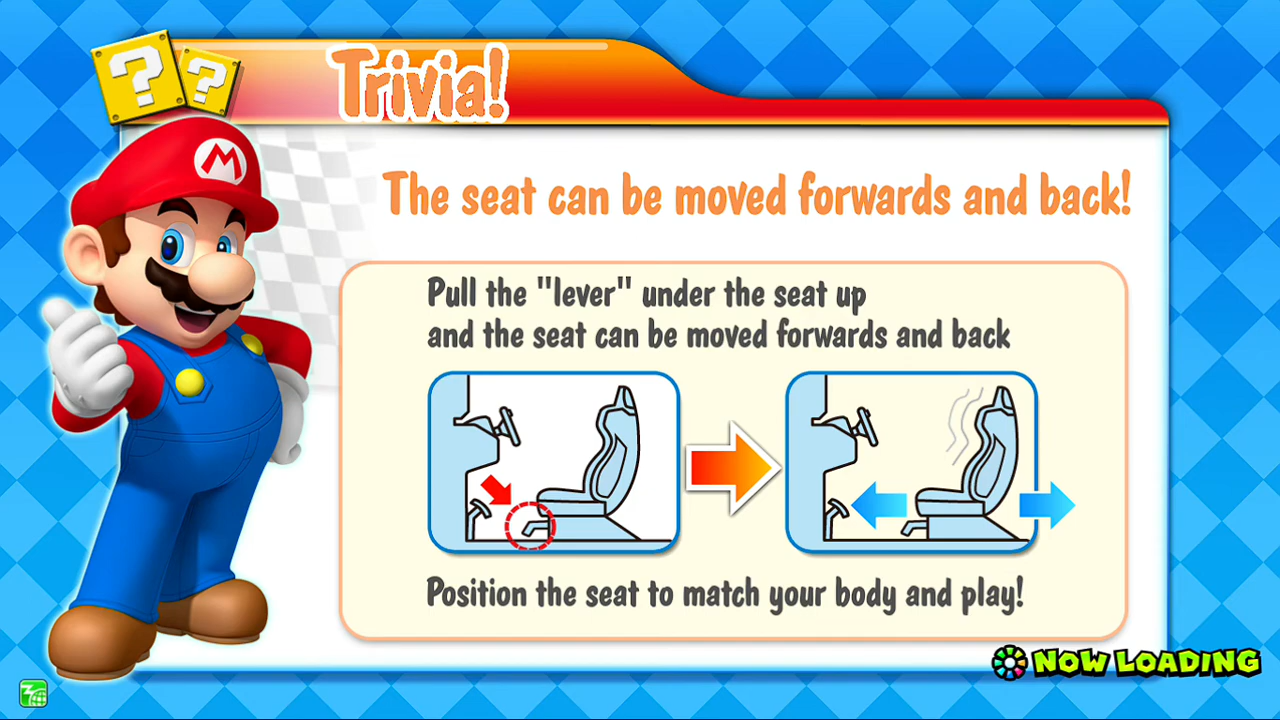 ? ?
Trivia!
M
The seat can be moved forwards and back!
Pull the "lever" under the seat up
and the seat can be moved forwards and back
Position the seat to match your body and play!
NOW LOADING